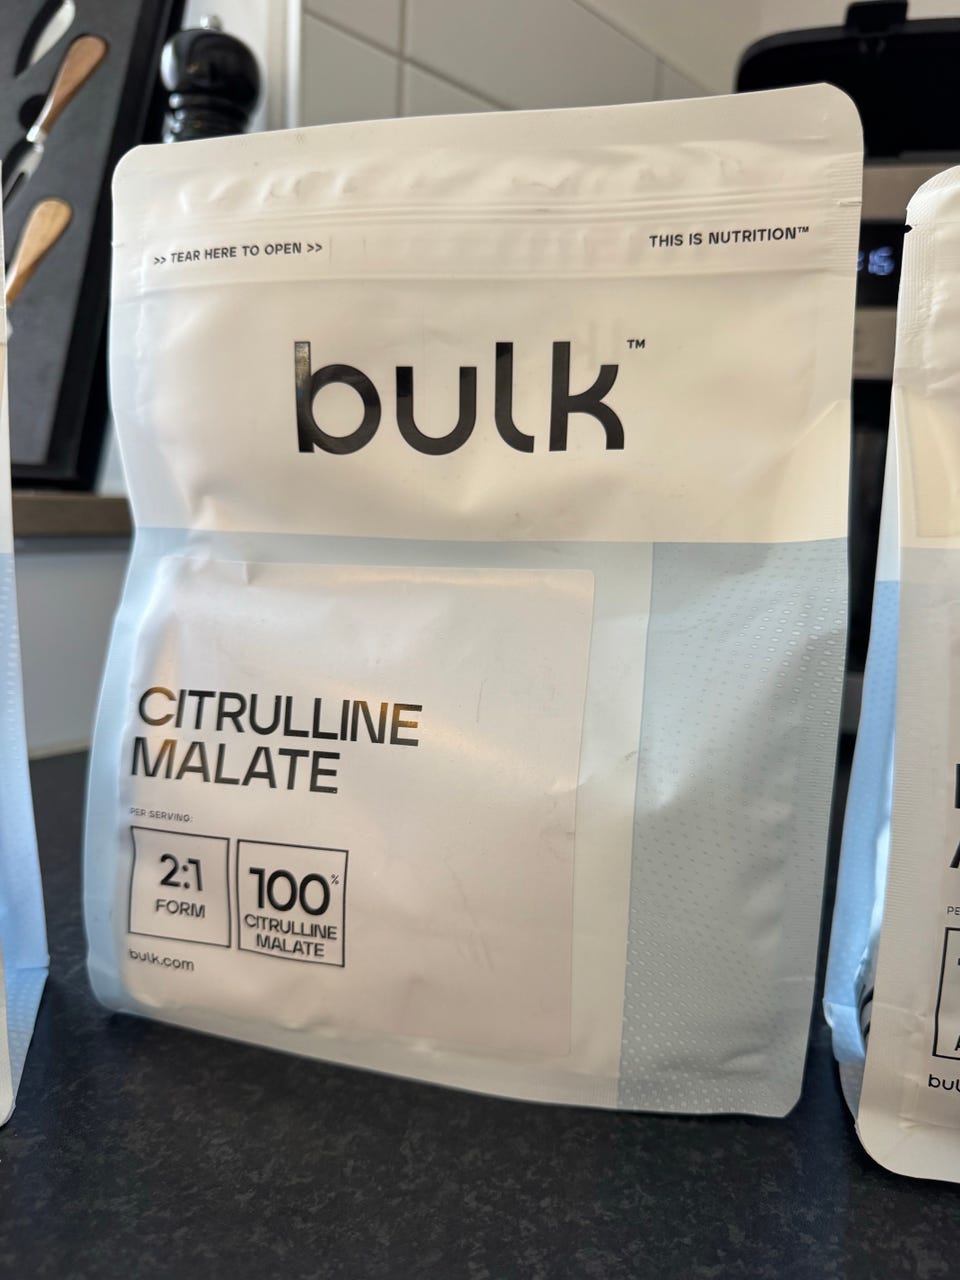 >> TEAR HERE TO OPEN >>
THIS IS NUTRITION™
bulk™
CITRULLINE
MALATE
PER SERVING:
2:1
FORM
100%
CITRULLINE
MALATE
bulk.com